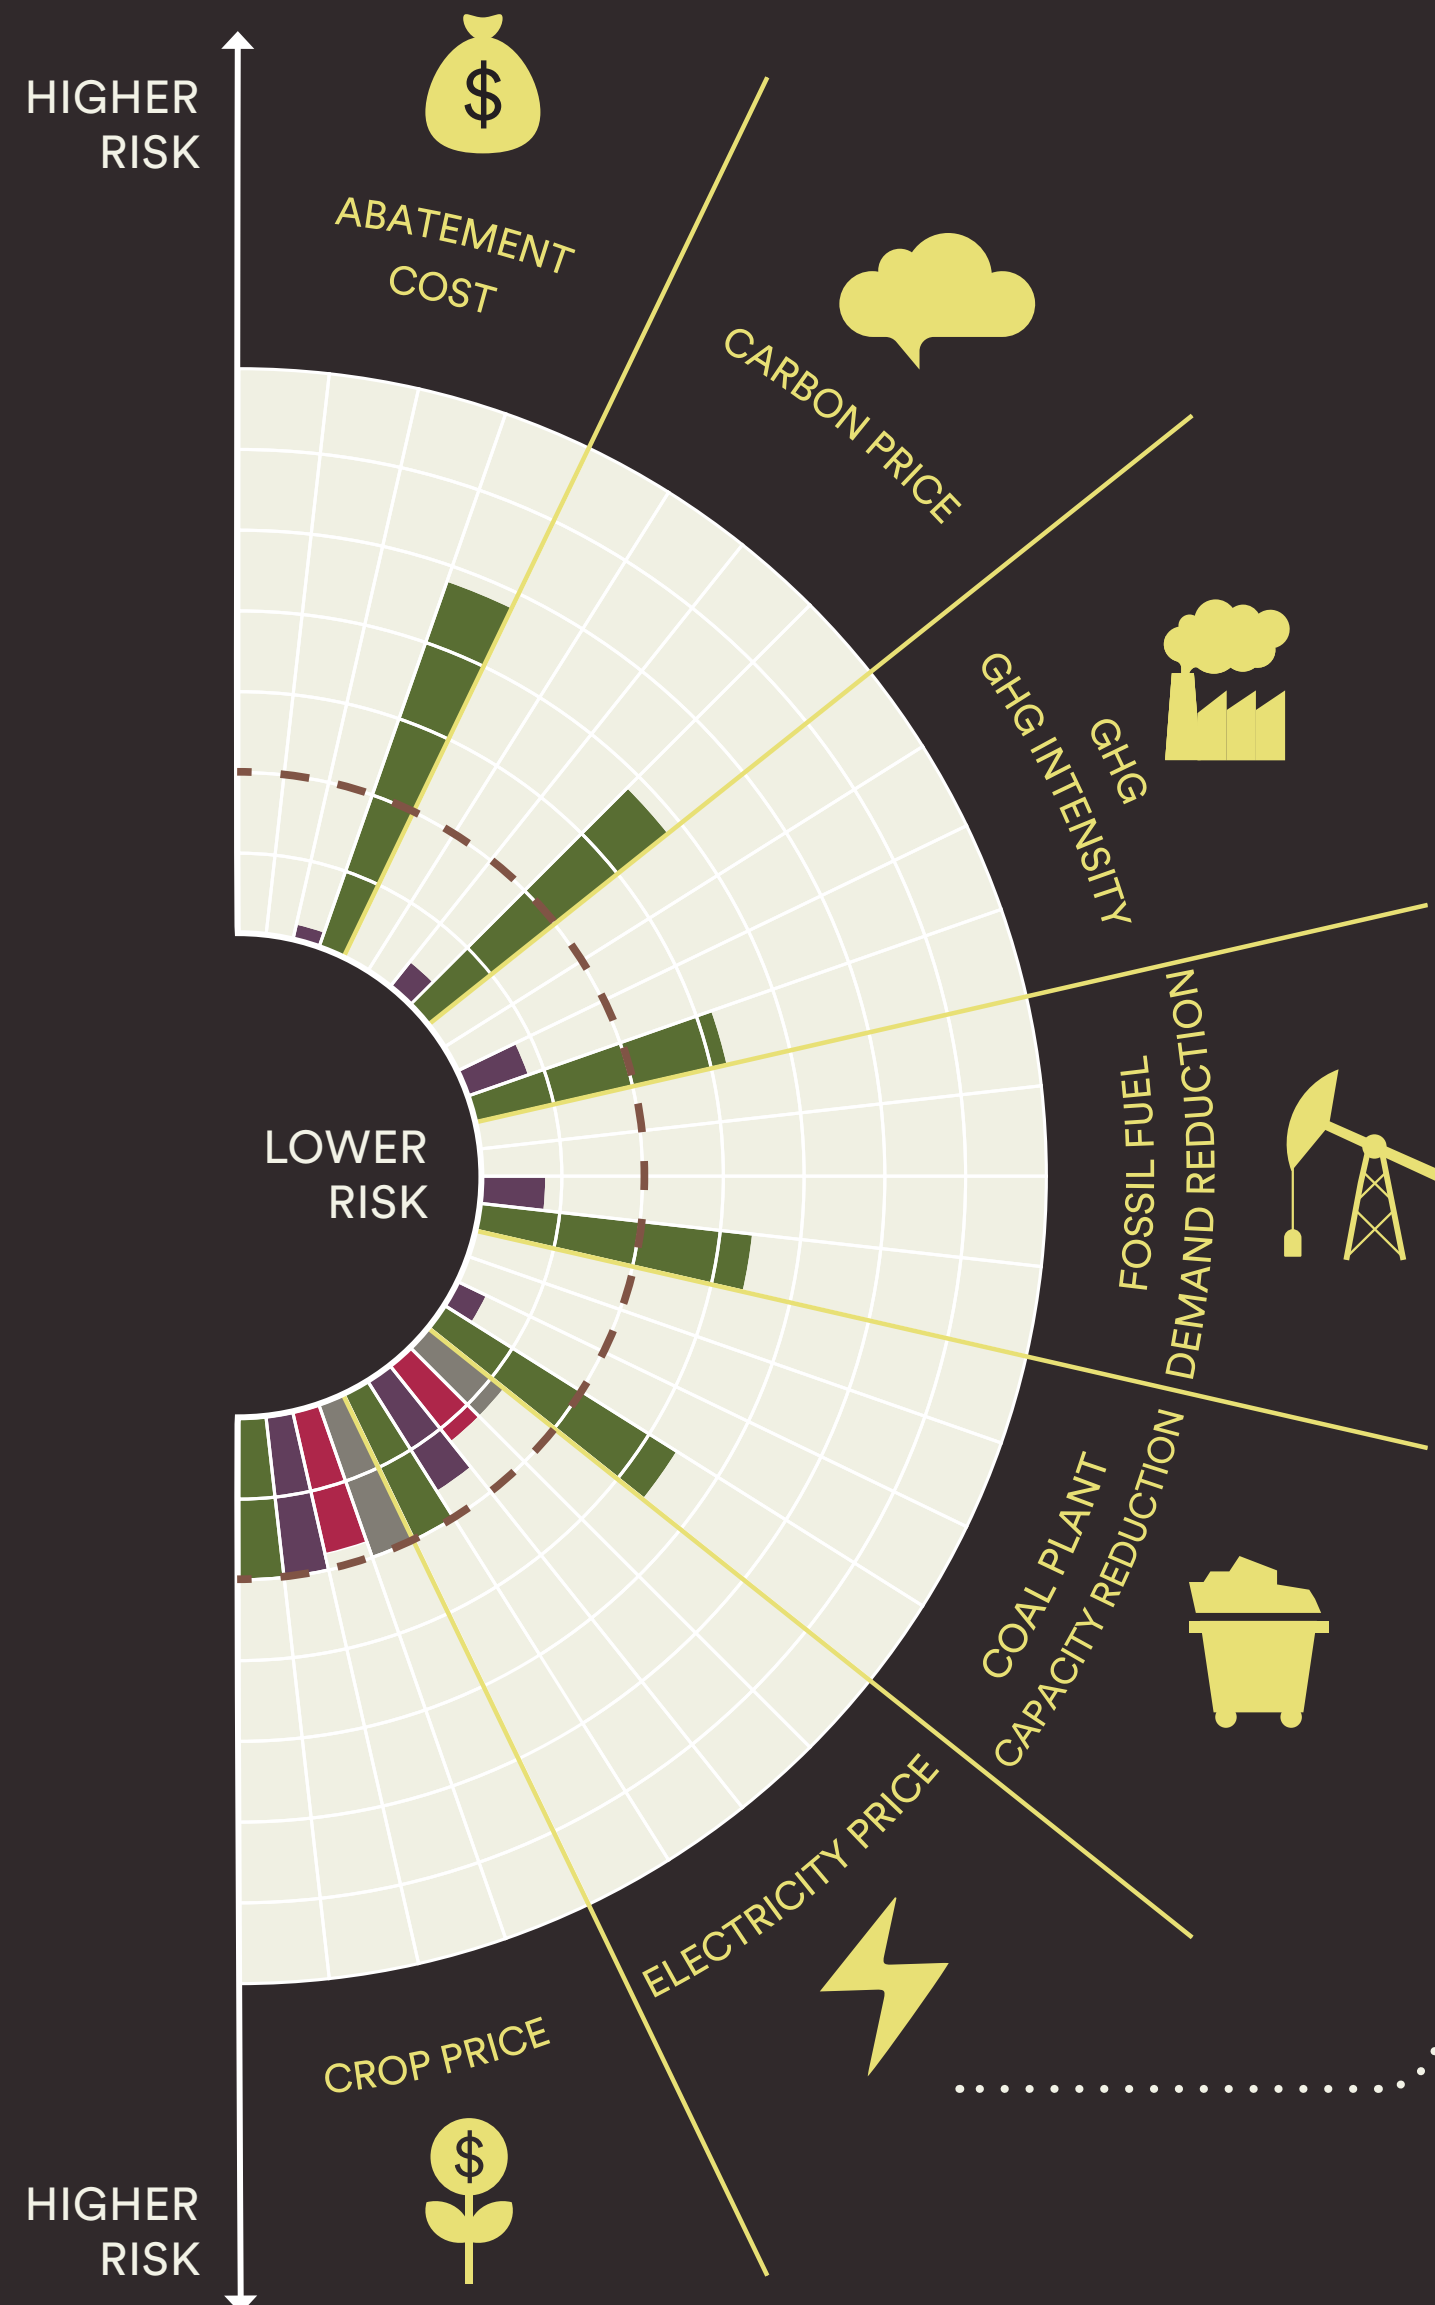 HIGHER
RISK
$
ABATEMENT
COST
CARBON PRICE
GHG
GHG INTENSITY
FOSSIL FUEL
DEMAND REDUCTION
LOWER
RISK
COAL PLANT
CAPACITY REDUCTION
ELECTRICITY PRICE
CROP PRICE
$
HIGHER
RISK